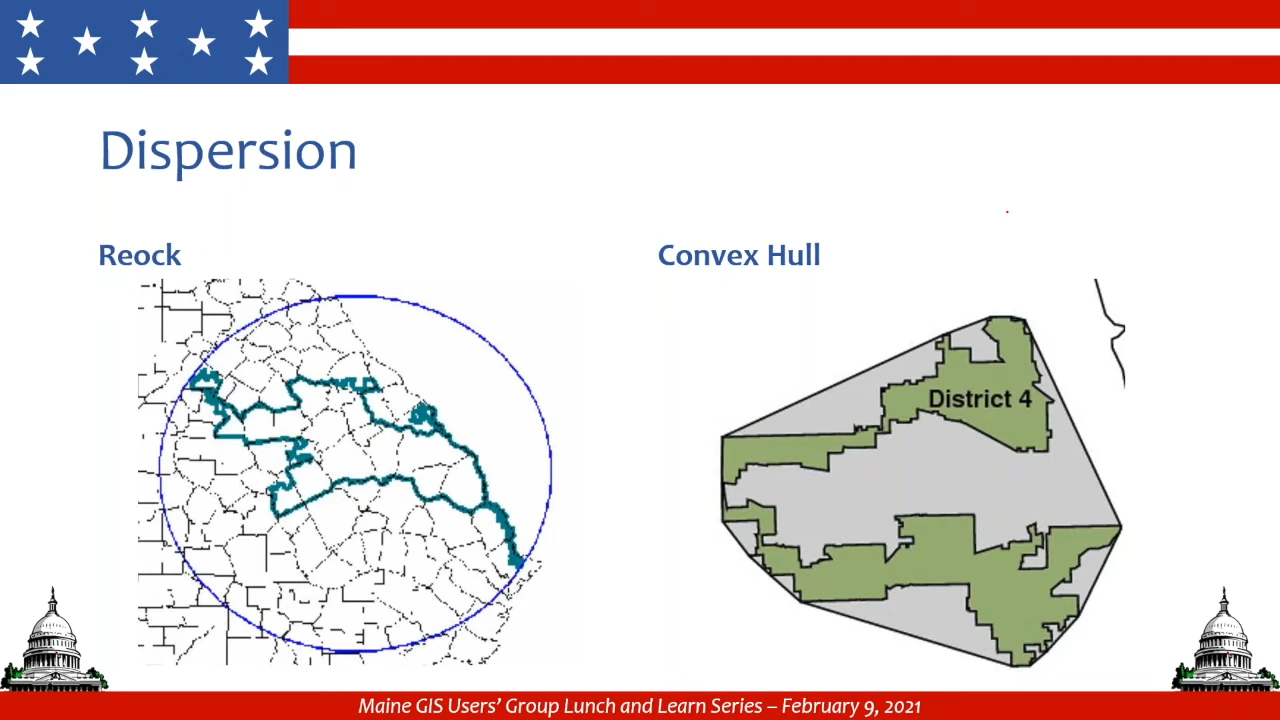 Dispersion
Reock
Convex Hull
District 4
Maine GIS Users’ Group Lunch and Learn Series – February 9, 2021